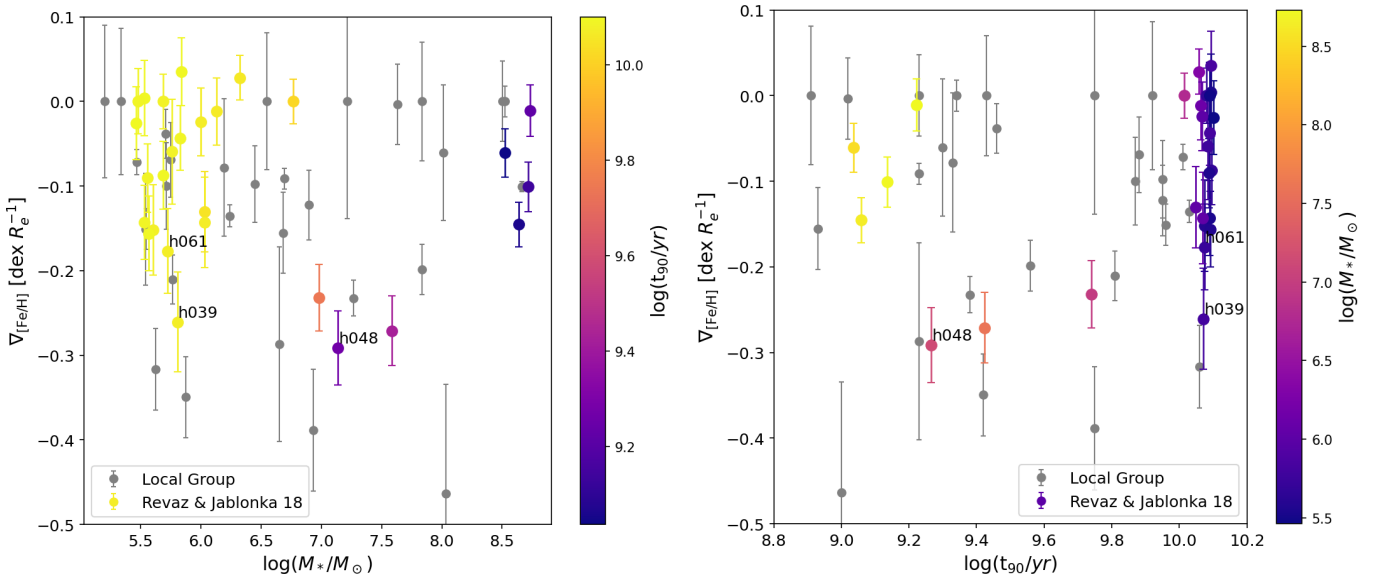 0.1
0.0
−0.1
−0.2
−0.3
−0.4
−0.5
∇[Fe/H] [dex Rₑ⁻¹]
h061
h039
h048
Local Group
Revaz & Jablonka 18
5.5 6.0 6.5 7.0 7.5 8.0 8.5
log(M*/M⊙)
10.0
9.8
9.6
9.4
9.2
log(t₉₀/yr)
0.1
0.0
−0.1
−0.2
−0.3
−0.4
−0.5
∇[Fe/H] [dex Rₑ⁻¹]
h061
h039
h048
Local Group
Revaz & Jablonka 18
8.8 9.0 9.2 9.4 9.6 9.8 10.0 10.2
log(t₉₀/yr)
8.5
8.0
7.5
7.0
6.5
6.0
5.5
log(M*/M⊙)